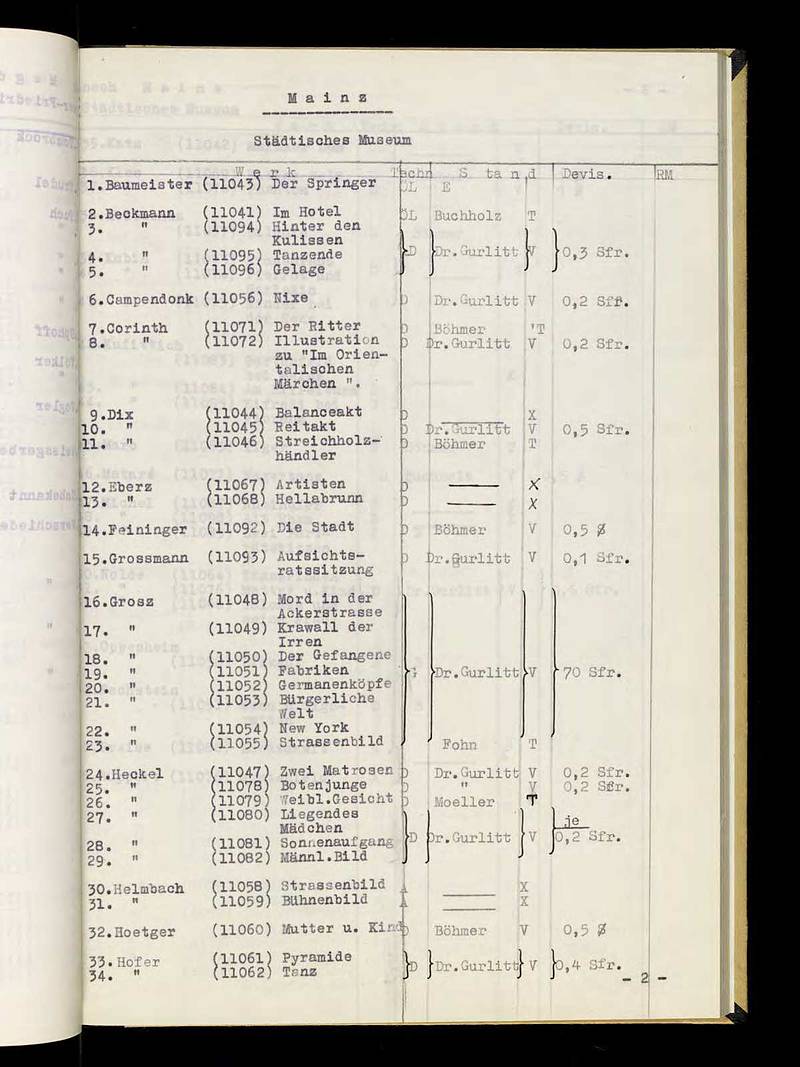 Mainz
Städtisches Museum
Werk Techn Stand Devis. RM
1.Baumeister (11043) Der Springer ÖL E
2.Beckmann (11041) Im Hotel ÖL Buchholz T
3. " (11094) Hinter den
Kulissen
4. " (11095) Tanzende D Dr.Gurlitt V 0,3 Sfr.
5. " (11096) Gelage
6.Campendonk (11056) Nixe D Dr.Gurlitt V 0,2 Sfr.
7.Corinth (11071) Der Ritter D Böhmer 'T
8. " (11072) Illustration D Dr.Gurlitt V 0,2 Sfr.
zu "Im Orien-
talischen
Märchen ".
9.Dix (11044) Balanceakt D X
10. " (11045) Reitakt D Dr.Gurlitt V 0,5 Sfr.
11. " (11046) Streichholz- D Böhmer T
händler
12.Eberz (11067) Artisten D X
13. " (11068) Hellabrunn D X
14.Feininger (11092) Die Stadt D Böhmer V 0,5 $
15.Grossmann (11093) Aufsichts- D Dr.gurlitt V 0,1 Sfr.
ratssitzung
16.Grosz (11048) Mord in der
Ackerstrasse
17. " (11049) Krawall der
Irren
18. " (11050) Der Gefangene
19. " (11051) Fabriken Dr.Gurlitt V 70 Sfr.
20. " (11052) Germanenköpfe
21. " (11053) Bürgerliche
Welt
22. " (11054) New York
23. " (11055) Strassenbild Fohn T
24.Heckel (11047) Zwei Matrosen D Dr.Gurlitt V 0,2 Sfr.
25. " (11078) Botenjunge D " V 0,2 Sfr.
26. " (11079) Weibl.Gesicht D Moeller T
27. " (11080) Liegendes je
Mädchen
28. " (11081) Sonnenaufgang D Dr.Gurlitt V 0,2 Sfr.
29. " (11082) Männl.Bild
30.Helmbach (11058) Strassenbild A X
31. " (11059) Bühnenbild A X
32.Hoetger (11060) Mutter u. Kind D Böhmer V 0,5 $
33.Hofer (11061) Pyramide D Dr.Gurlitt V 0,4 Sfr.
34. " (11062) Tanz
- 2 -